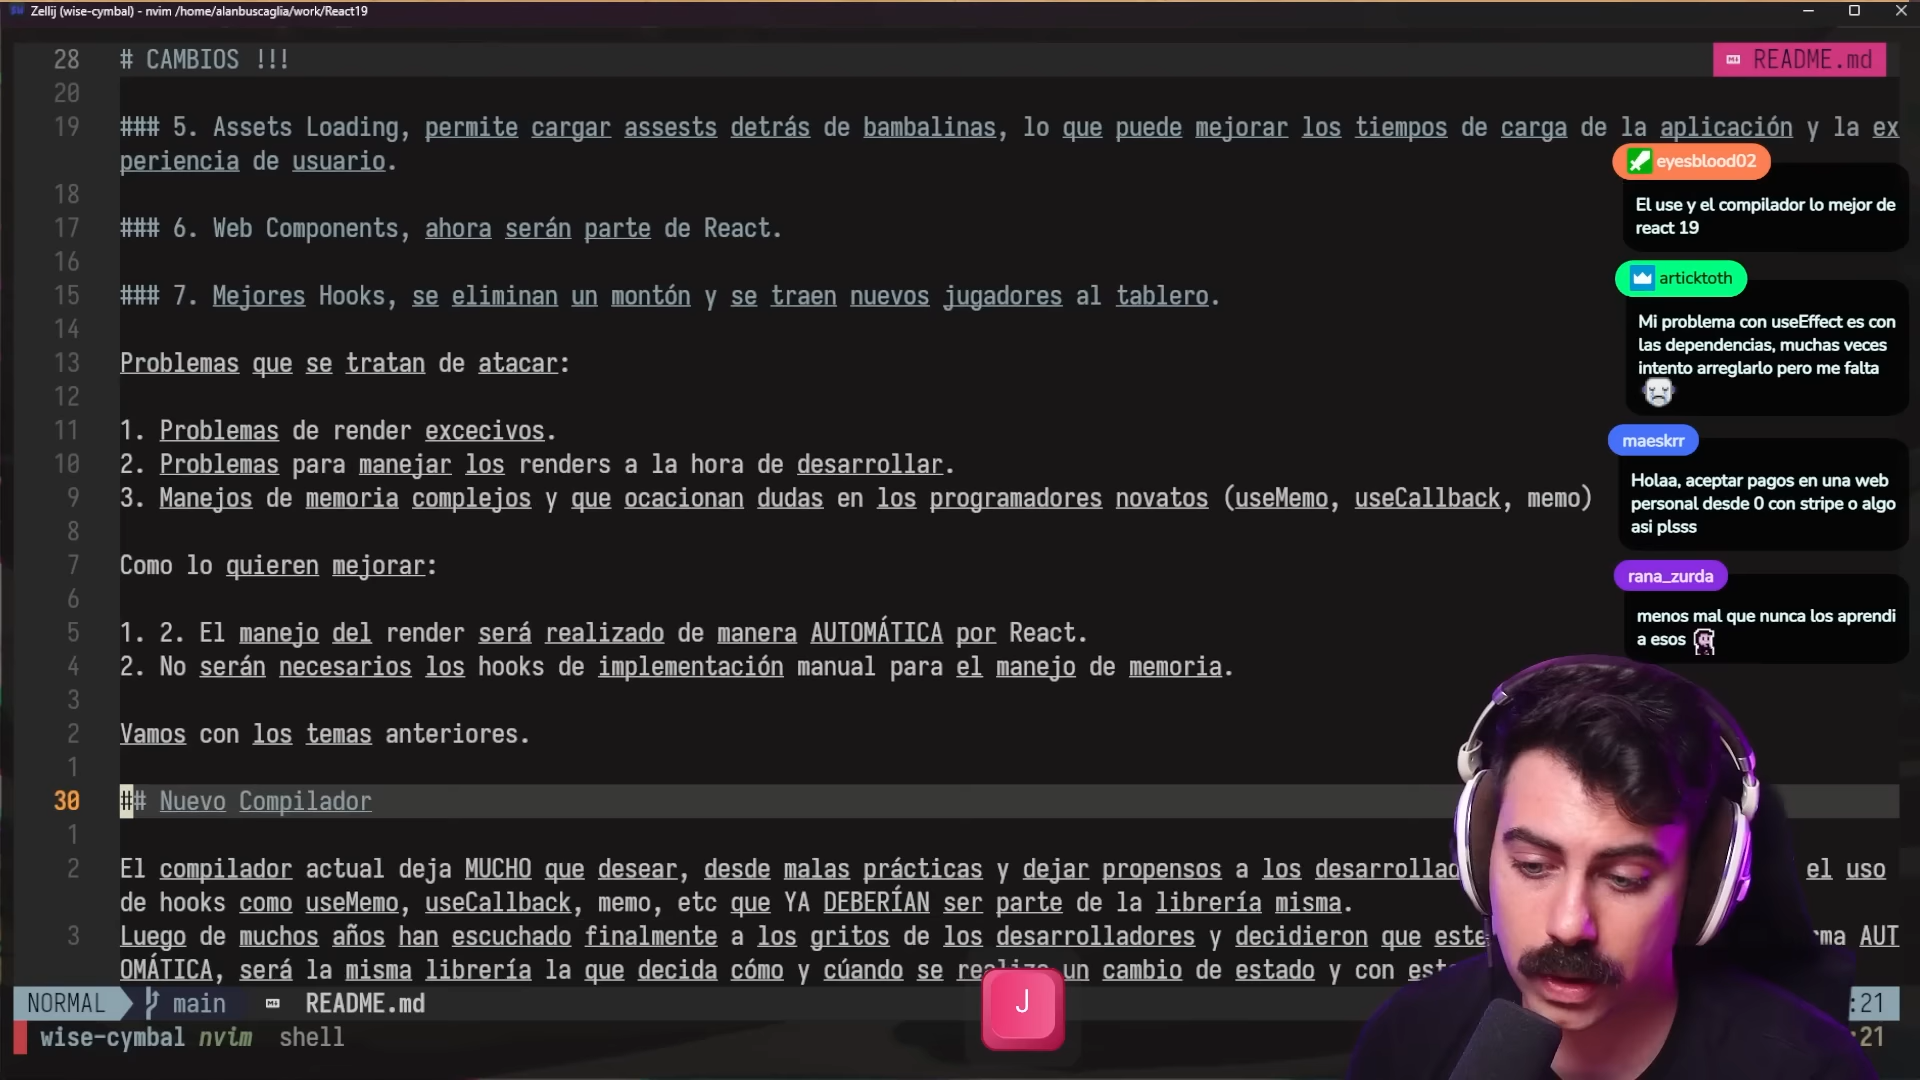 Zellij (wise-cymbal) - nvim /home/alanbuscaglia/work/React19
28 # CAMBIOS !!!
README.md
20
19 ### 5. Assets Loading, permite cargar assests detrás de bambalinas, lo que puede mejorar los tiempos de carga de la aplicación y la ex
periencia de usuario.
18
17 ### 6. Web Components, ahora serán parte de React.
16
15 ### 7. Mejores Hooks, se eliminan un montón y se traen nuevos jugadores al tablero.
14
13 Problemas que se tratan de atacar:
12
11 1. Problemas de render excecivos.
10 2. Problemas para manejar los renders a la hora de desarrollar.
9 3. Manejos de memoria complejos y que ocacionan dudas en los programadores novatos (useMemo, useCallback, memo)
8
7 Como lo quieren mejorar:
6
5 1. 2. El manejo del render será realizado de manera AUTOMÁTICA por React.
4 2. No serán necesarios los hooks de implementación manual para el manejo de memoria.
3
2 Vamos con los temas anteriores.
1
30 ## Nuevo Compilador
1
2 El compilador actual deja MUCHO que desear, desde malas prácticas y dejar propensos a los desarrollad el uso
de hooks como useMemo, useCallback, memo, etc que YA DEBERÍAN ser parte de la librería misma.
3 Luego de muchos años han escuchado finalmente a los gritos de los desarrolladores y decidieron que este rma AUT
OMÁTICA, será la misma librería la que decida cómo y cúando se realize un cambio de estado y con est
NORMAL main README.md :21
wise-cymbal nvim shell :21
J
eyesblood02
El use y el compilador lo mejor de
react 19
articktoth
Mi problema con useEffect es con
las dependencias, muchas veces
intento arreglarlo pero me falta
maeskrr
Holaa, aceptar pagos en una web
personal desde 0 con stripe o algo
asi plsss
rana_zurda
menos mal que nunca los aprendi
a esos